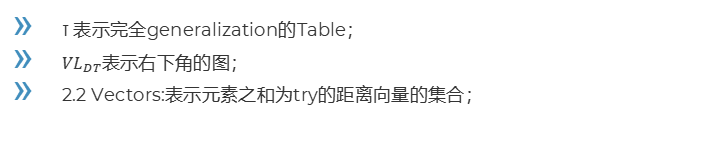 ⊺ 表示完全generalization的Table；
VL_DT表示右下角的图；
2.2 Vectors:表示元素之和为try的距离向量的集合；